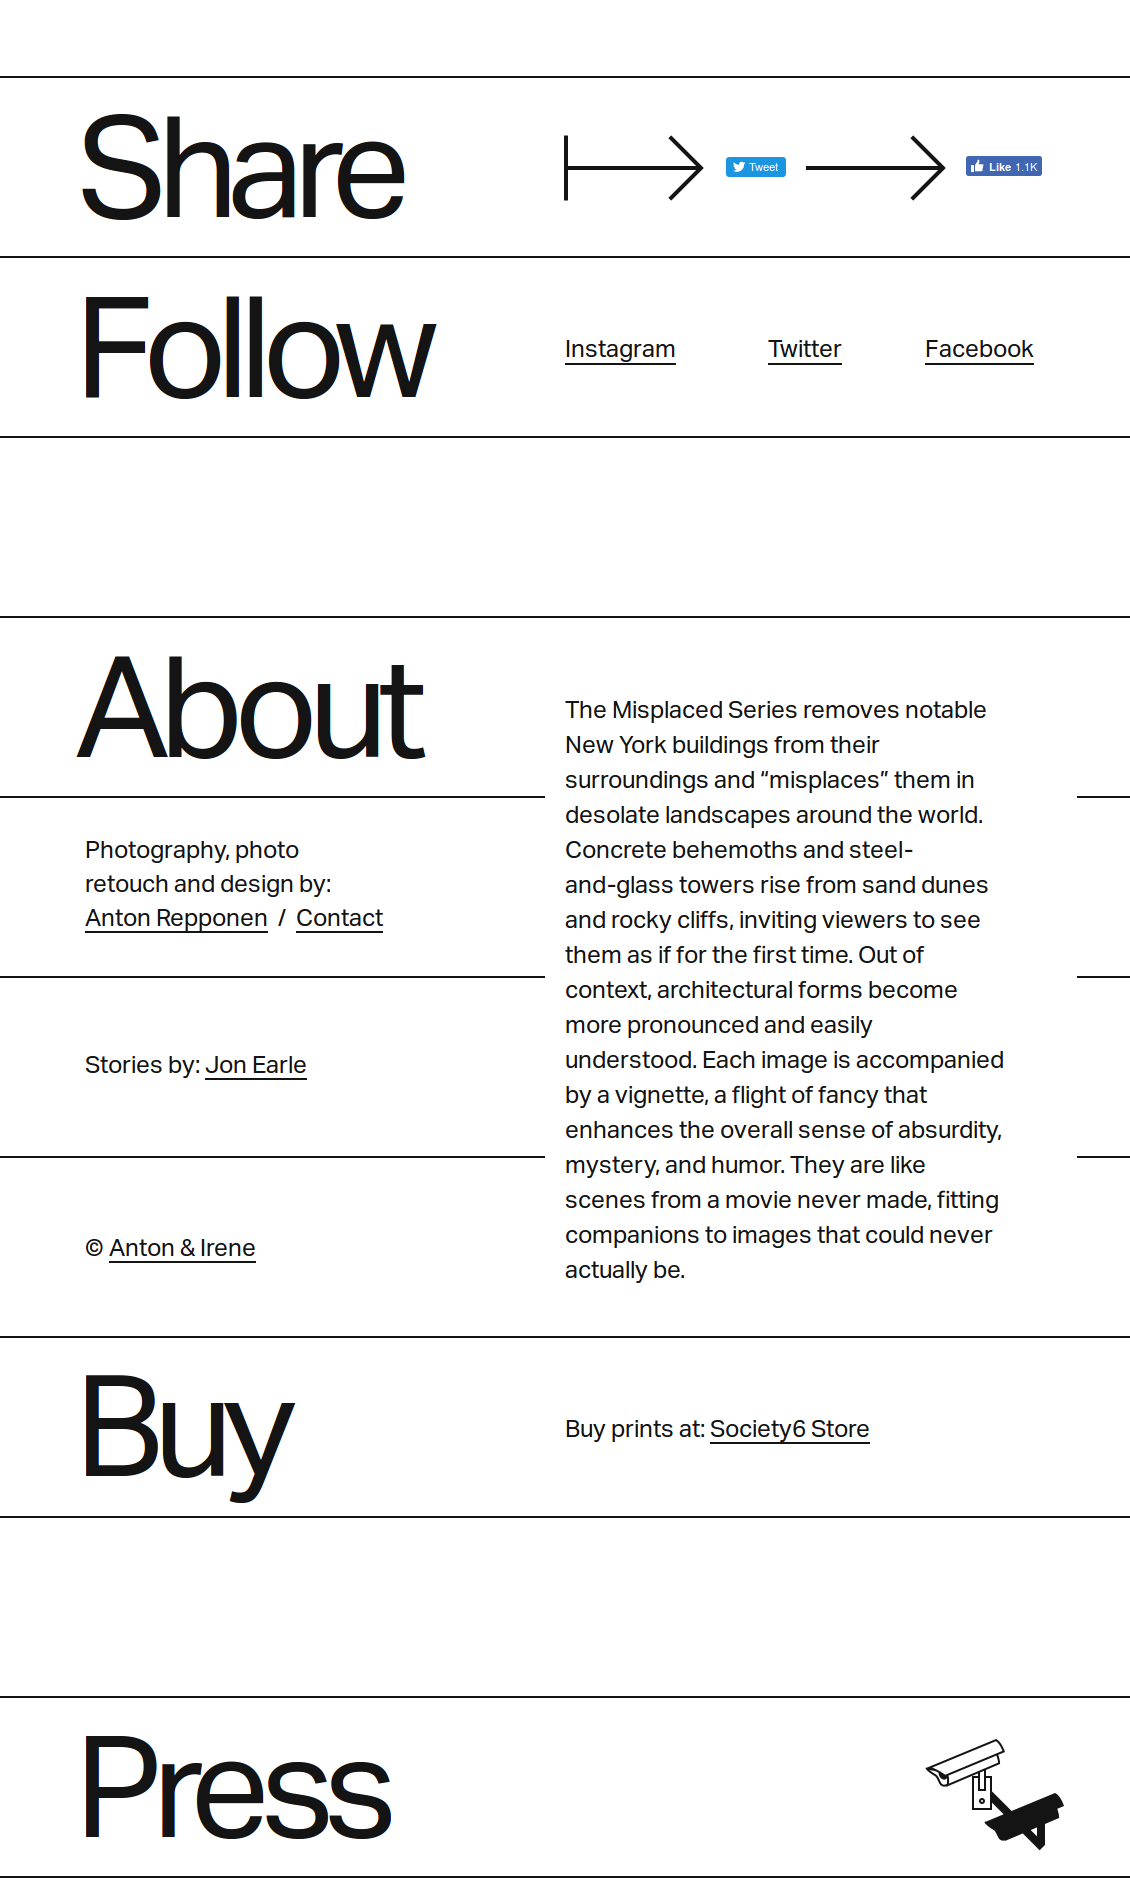 Share
Tweet
Like 1.1K
Follow
Instagram
Twitter
Facebook
About
Photography, photo
retouch and design by:
Anton Repponen / Contact
Stories by: Jon Earle
© Anton & Irene
The Misplaced Series removes notable
New York buildings from their
surroundings and “misplaces” them in
desolate landscapes around the world.
Concrete behemoths and steel-
and-glass towers rise from sand dunes
and rocky cliffs, inviting viewers to see
them as if for the first time. Out of
context, architectural forms become
more pronounced and easily
understood. Each image is accompanied
by a vignette, a flight of fancy that
enhances the overall sense of absurdity,
mystery, and humor. They are like
scenes from a movie never made, fitting
companions to images that could never
actually be.
Buy
Buy prints at: Society6 Store
Press